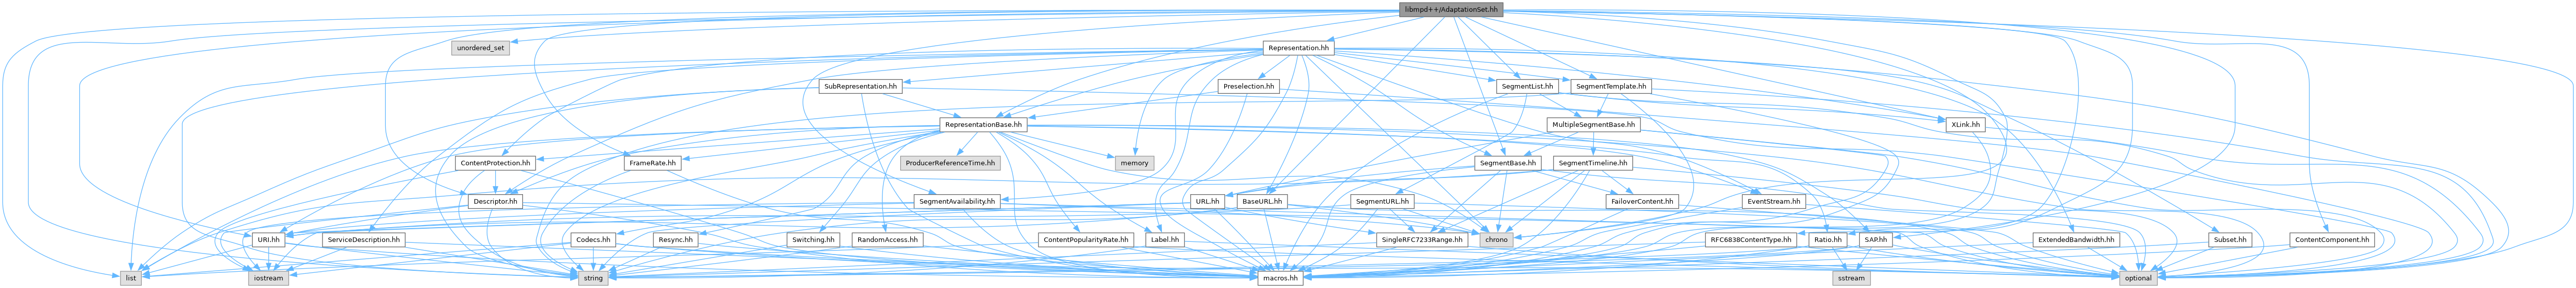 libmpd++/AdaptationSet.hh
unordered_set
Representation.hh
SubRepresentation.hh
Preselection.hh
SegmentList.hh
SegmentTemplate.hh
RepresentationBase.hh
MultipleSegmentBase.hh
XLink.hh
ContentProtection.hh
FrameRate.hh
ProducerReferenceTime.hh
memory
SegmentBase.hh
SegmentTimeline.hh
Descriptor.hh
SegmentAvailability.hh
URL.hh
BaseURL.hh
SegmentURL.hh
FailoverContent.hh
EventStream.hh
URI.hh
ServiceDescription.hh
Codecs.hh
Resync.hh
Switching.hh
RandomAccess.hh
ContentPopularityRate.hh
Label.hh
SingleRFC7233Range.hh
chrono
RFC6838ContentType.hh
Ratio.hh
SAP.hh
ExtendedBandwidth.hh
Subset.hh
ContentComponent.hh
list
iostream
string
macros.hh
sstream
optional